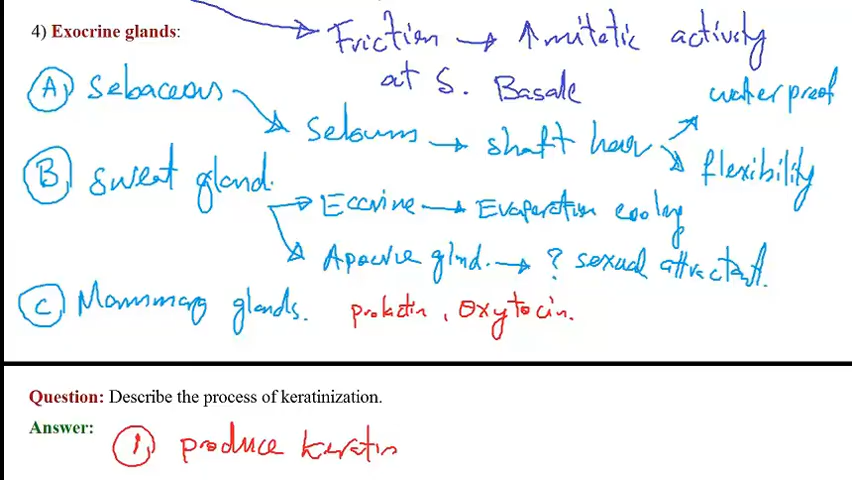 4) Exocrine glands:
Friction → ↑ mitotic activity
at S. Basale
(A) Sebaceous
waterproof
Sebum → shaft hair
flexibility
(B) Sweat gland.
Eccrine → Evaporation cooling
Apocrine gland. → ? sexual attractant.
(C) Mammary glands. prolactin, Oxytocin.
Question: Describe the process of keratinization.
Answer:
(1) produce keratin